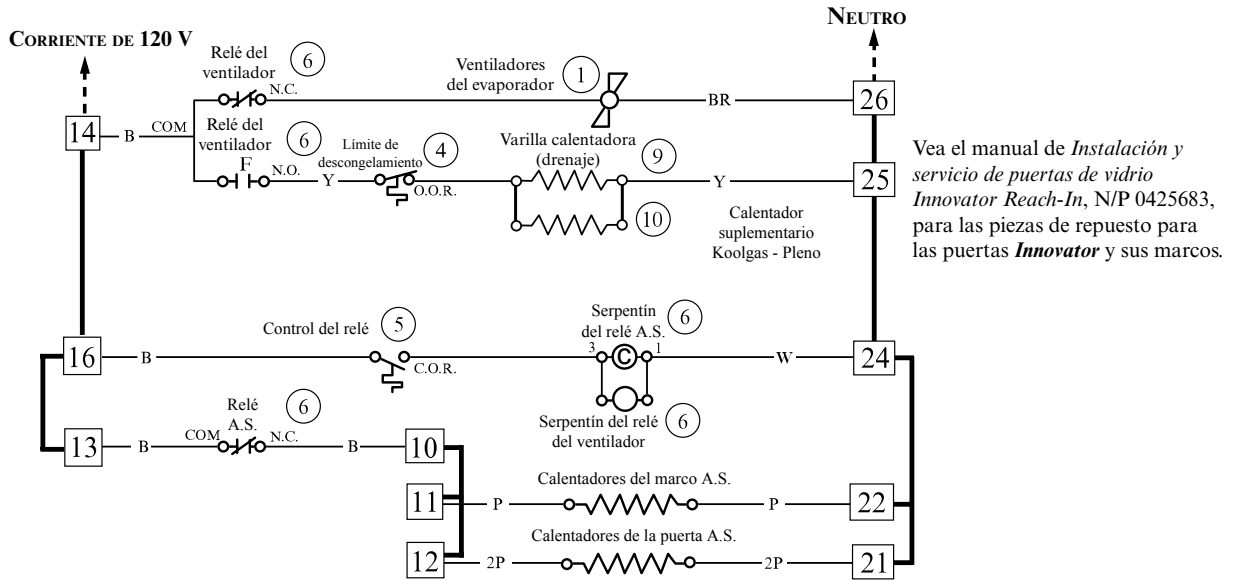 NEUTRO
CORRIENTE DE 120 V
Relé del
ventilador
6
N.C.
Ventiladores
del evaporador
1
BR
26
14
B
COM
Relé del
ventilador
F
6
N.O.
Y
Límite de
descongelamiento
4
O.O.R.
Varilla calentadora
(drenaje)
9
Y
25
10
Calentador
suplementario
Koolgas - Pleno
Vea el manual de Instalación y
servicio de puertas de vidrio
Innovator Reach-In, N/P 0425683,
para las piezas de repuesto para
las puertas Innovator y sus marcos.
16
B
Control del relé
5
C.O.R.
Serpentín
del relé A.S.
6
3
C
1
W
24
Serpentín del relé
del ventilador
6
13
B
COM
Relé
A.S.
6
N.C.
B
10
11
P
Calentadores del marco A.S.
P
22
12
2P
Calentadores de la puerta A.S.
2P
21